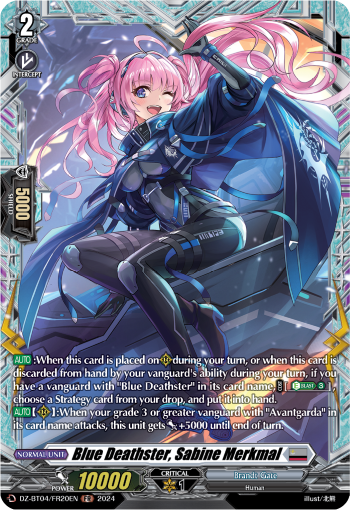 2
GRADE
INTERCEPT
5000
SHIELD
AUTO:When this card is placed on R during your turn, or when this card is
discarded from hand by your vanguard's ability during your turn, if you
have a vanguard with "Blue Deathster" in its card name, [BLAST 3],
choose a Strategy card from your drop, and put it into hand.
AUTO【R】:When your grade 3 or greater vanguard with "Avantgarda" in
its card name attacks, this unit gets +5000 until end of turn.
NORMAL UNIT
Blue Deathster, Sabine Merkmal
POWER
10000
CRITICAL
1
Brandt Gate
Human
DZ-BT04/FR20EN
FR
2024
illust/北熊